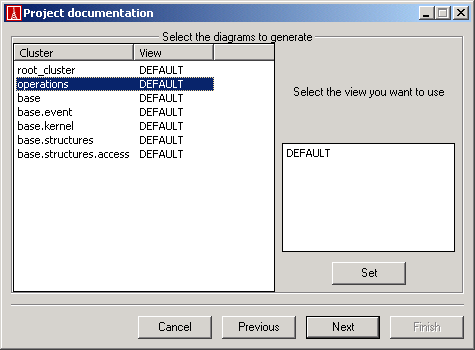 Project documentation
Select the diagrams to generate
Cluster View
root_cluster DEFAULT
operations DEFAULT
base DEFAULT
base.event DEFAULT
base.kernel DEFAULT
base.structures DEFAULT
base.structures.access DEFAULT
Select the view you want to use
DEFAULT
Set
Cancel Previous Next Finish